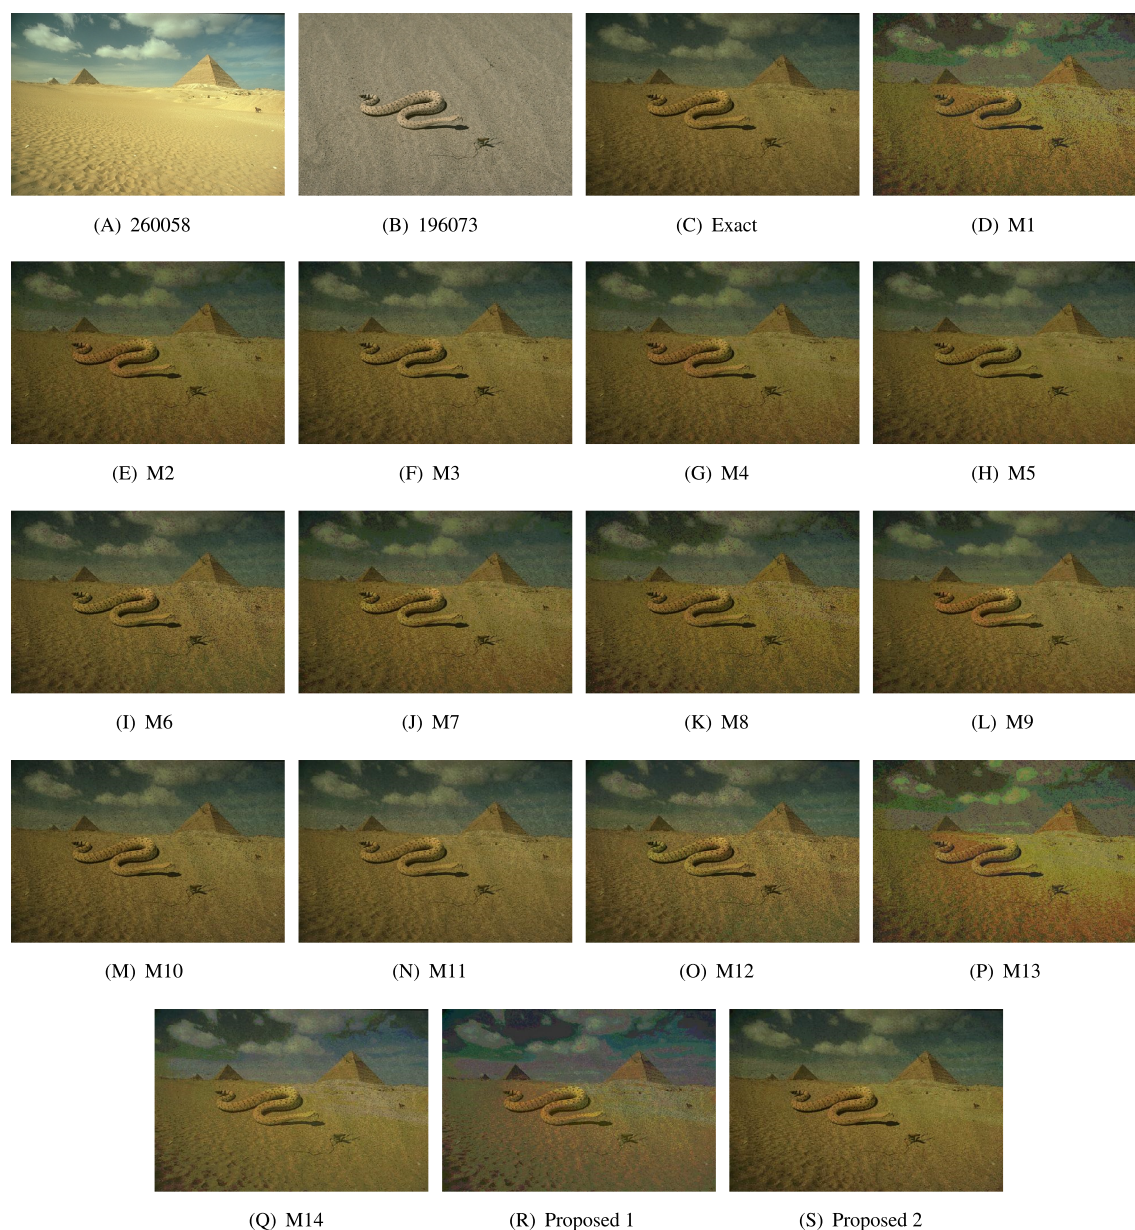 (A) 260058 (B) 196073 (C) Exact (D) M1
(E) M2 (F) M3 (G) M4 (H) M5
(I) M6 (J) M7 (K) M8 (L) M9
(M) M10 (N) M11 (O) M12 (P) M13
(Q) M14 (R) Proposed 1 (S) Proposed 2